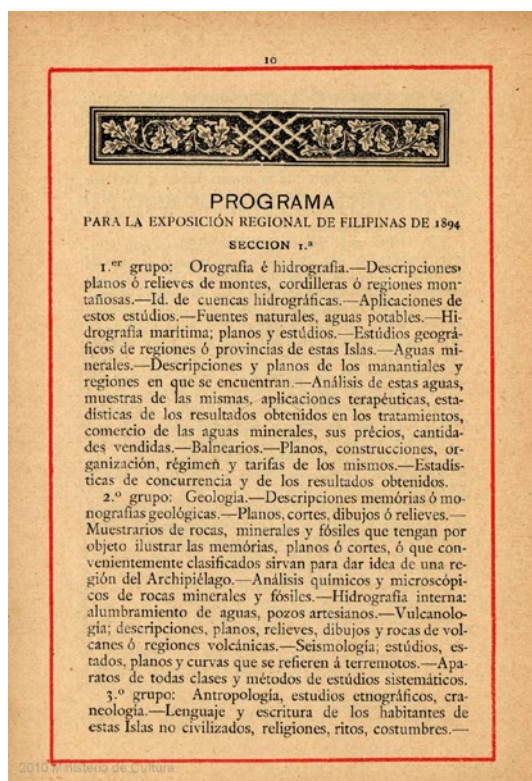 10
PROGRAMA
PARA LA EXPOSICIÓN REGIONAL DE FILIPINAS DE 1894
SECCION 1.ª
1.er grupo: Orografía é hidrografía.—Descripciones,
planos ó relieves de montes, cordilleras ó regiones mon-
tañosas.—Id. de cuencas hidrográficas.—Aplicaciones de
estos estúdios.—Fuentes naturales, aguas potables.—Hi-
drografía marítima; planos y estúdios.—Estúdios geográ-
ficos de regiones ó provincias de estas Islas.—Aguas mi-
nerales.—Descripciones y planos de los manantiales y
regiones en que se encuentran.—Análisis de estas aguas,
muestras de las mismas, aplicaciones terapéuticas, esta-
dísticas de los resultados obtenidos en los tratamientos,
comercio de las aguas minerales, sus précios, cantida-
des vendidas.—Balnearios.—Planos, construcciones, or-
ganización, régimen y tarifas de los mismos.—Estadís-
ticas de concurrencia y de los resultados obtenidos.
2.º grupo: Geología.—Descripciones memórias ó mo-
nografías geológicas.—Planos, cortes, dibujos ó relieves.—
Muestrarios de rocas, minerales y fósiles que tengan por
objeto ilustrar las memórias, planos ó cortes, ó que con-
venientemente clasificados sirvan para dar idea de una re-
gión del Archipiélago.—Análisis químicos y microscópi-
cos de rocas minerales y fósiles.—Hidrografía interna:
alumbramiento de aguas, pozos artesianos.—Vulcanolo-
gía; descripciones, planos, relieves, dibujos y rocas de vol-
canes ó regiones volcánicas.—Seismología; estúdios, es-
tados, planos y curvas que se refieren á terremotos.—Apa-
ratos de todas clases y métodos de estúdios sistemáticos.
3.º grupo: Antropología, estudios etnográficos, cra-
neología.—Lenguaje y escritura de los habitantes de
estas Islas no civilizados, religiones, ritos, costumbres.—
2010 Ministerio de Cultura